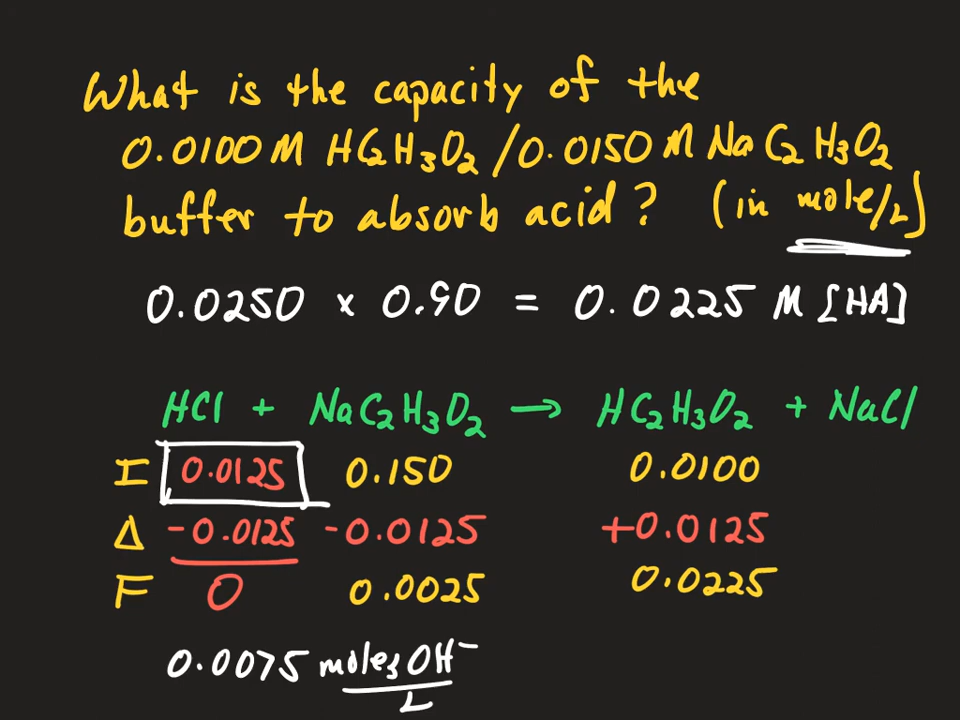 What is the capacity of the
0.0100 M HC2H3O2 / 0.0150 M NaC2H3O2
buffer to absorb acid? (in mole/L)
0.0250 x 0.90 = 0.0225 M [HA]
HCl + NaC2H3O2 → HC2H3O2 + NaCl
I 0.0125 0.150 0.0100
Δ -0.0125 -0.0125 +0.0125
F 0 0.0025 0.0225
0.0075 moles OH⁻
L